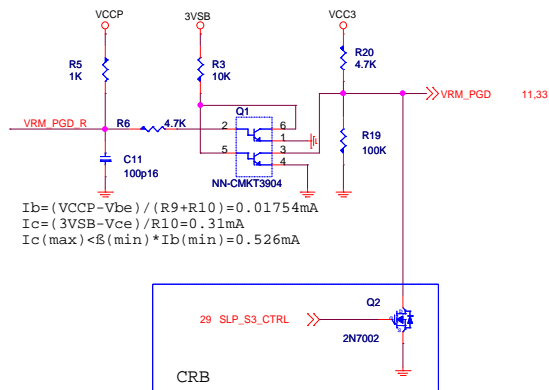 VCCP
3VSB
VCC3
R5
1K
R3
10K
R20
4.7K
VRM_PGD 11,33
VRM_PGD_R
R6 4.7K
Q1
2
6
1
5
3
4
R19
100K
C11
100p16
NN-CMKT3904
Ib=(VCCP-Vbe)/(R9+R10)=0.01754mA
Ic=(3VSB-Vce)/R10=0.31mA
Ic(max)<ß(min)*Ib(min)=0.526mA
Q2
29 SLP_S3_CTRL
2N7002
CRB